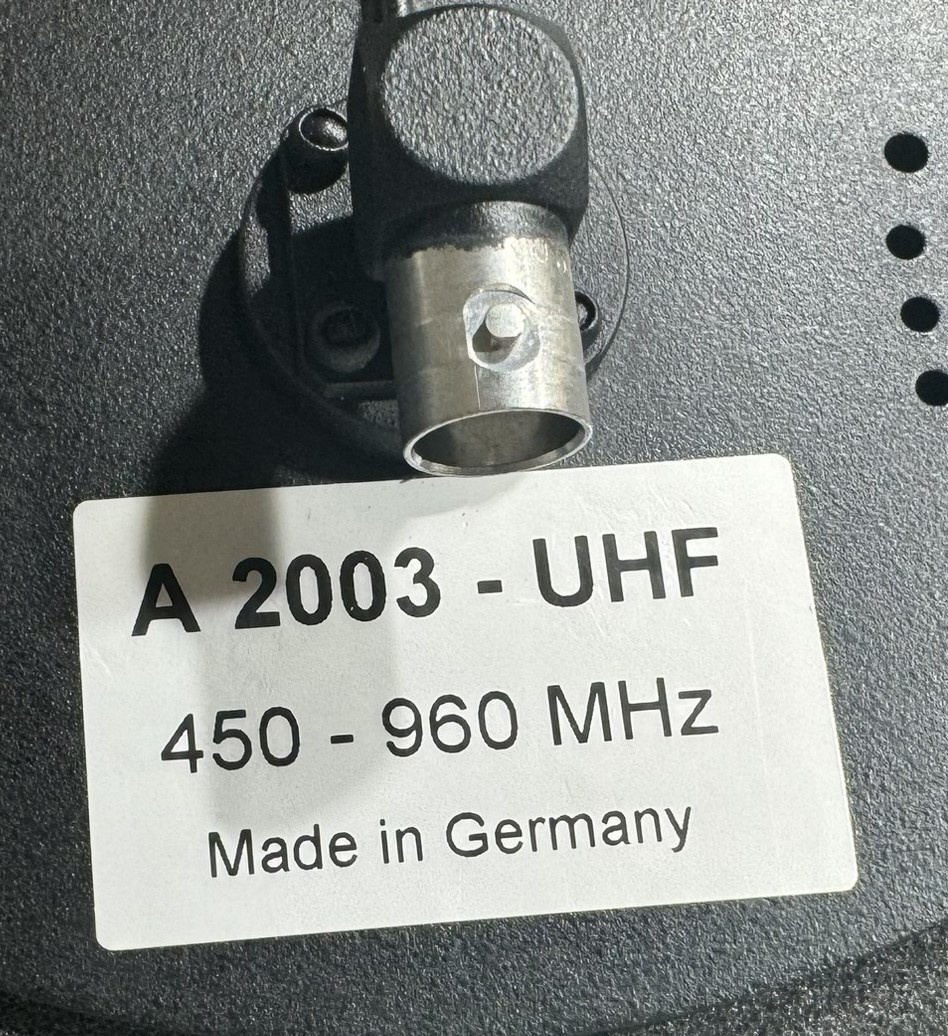 A 2003 - UHF
450 - 960 MHz
Made in Germany